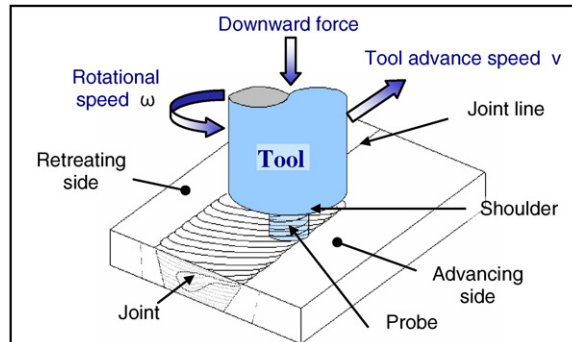 Downward force
Tool advance speed v
Rotational
speed ω
Joint line
Tool
Retreating
side
Shoulder
Advancing
side
Joint
Probe